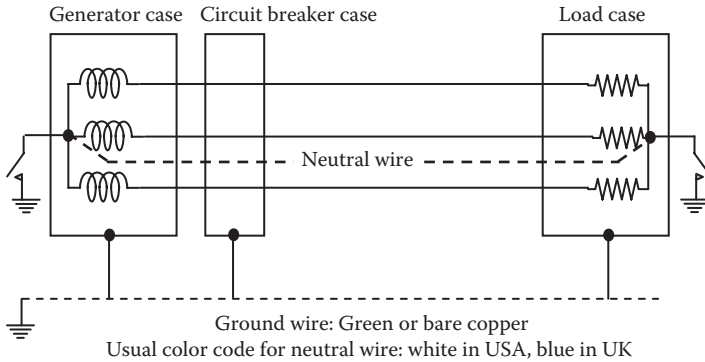 Generator case
Circuit breaker case
Load case
Neutral wire
Ground wire: Green or bare copper
Usual color code for neutral wire: white in USA, blue in UK